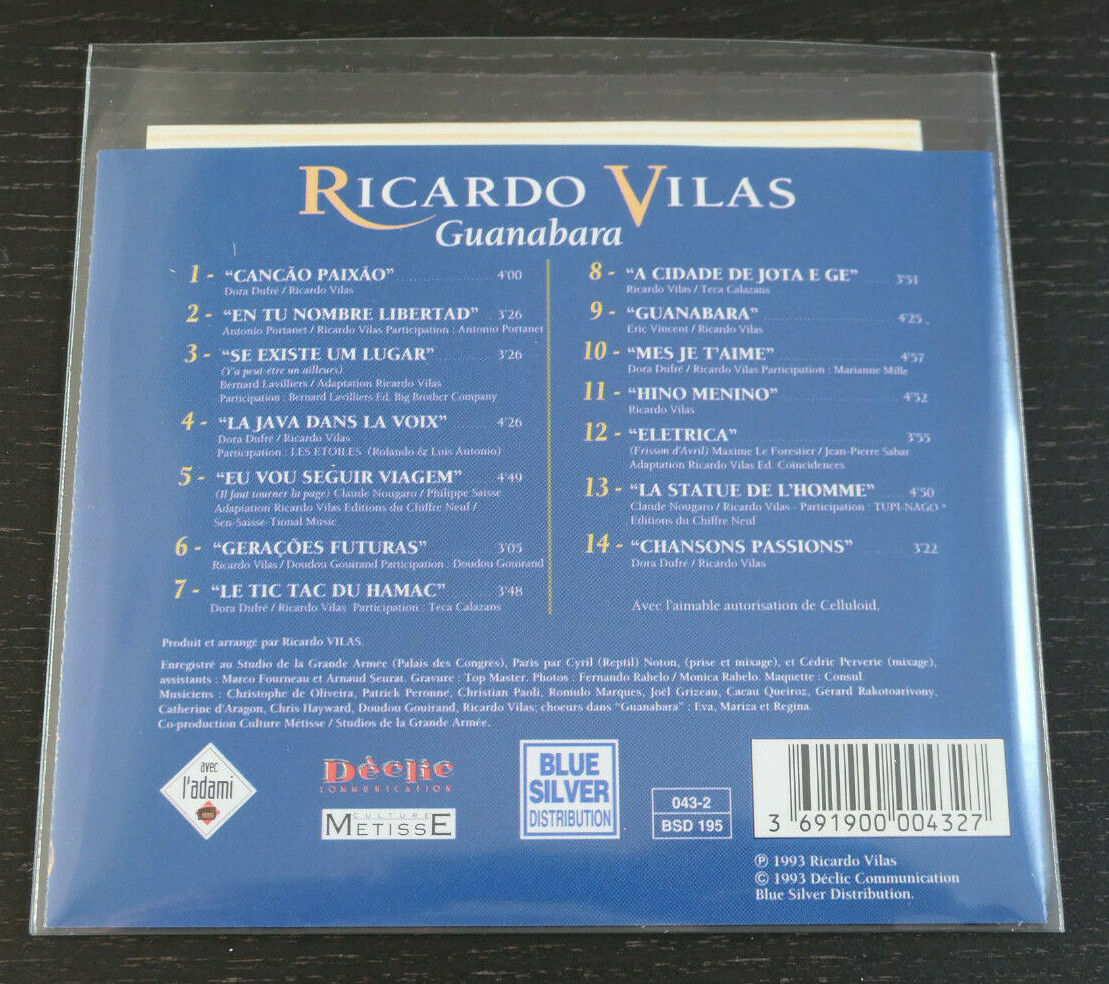 RICARDO VILAS
Guanabara
1 - “CANCÃO PAIXÂO” 4'00
Dora Dufré / Ricardo Vilas
2 - “EN TU NOMBRE LIBERTAD” 3'26
Antonio Portanet / Ricardo Vilas Participation : Antonio Portanet
3 - “SE EXISTE UM LUGAR” 3'26
(Y'a peut-être un ailleurs)
Bernard Lavilliers / Adaptation Ricardo Vilas
Participation : Bernard Lavilliers Ed. Big Brother Company
4 - “LA JAVA DANS LA VOIX” 4'26
Dora Dufré / Ricardo Vilas
Participation : LES ETOILES (Rolando & Luis Antonio)
5 - “EU VOU SEGUIR VIAGEM” 4'49
(Il faut tourner la page) Claude Nougaro / Philippe Saisse
Adaptation Ricardo Vilas Editions du Chiffre Neuf /
Sen-Saisse-Tional Music
6 - “GERAÇÕES FUTURAS” 3'05
Ricardo Vilas / Doudou Gouirand Participation : Doudou Gouirand
7 - “LE TIC TAC DU HAMAC” 3'48
Dora Dufré / Ricardo Vilas Participation : Teca Calazans
8 - “A CIDADE DE JOTA E GE” 3'51
Ricardo Vilas / Teca Calazans
9 - “GUANABARA” 4'25
Eric Vincent / Ricardo Vilas
10 - “MES JE T'AIME” 4'57
Dora Dufré / Ricardo Vilas Participation : Marianne Mille
11 - “HINO MENINO” 4'52
Ricardo Vilas
12 - “ELETRICA” 3'55
(Frisson d'Avril) Maxime Le Forestier / Jean-Pierre Sabar
Adaptation Ricardo Vilas Ed. Coïncidences
13 - “LA STATUE DE L'HOMME” 4'50
Claude Nougaro / Ricardo Vilas - Participation : TUPI-NAGO *
Editions du Chiffre Neuf
14 - “CHANSONS PASSIONS” 3'22
Dora Dufré / Ricardo Vilas
Avec l'aimable autorisation de Celluloid.
Produit et arrangé par Ricardo VILAS.
Enregistré au Studio de la Grande Armée (Palais des Congrès), Paris par Cyril (Reptil) Noton, (prise et mixage), et Cédric Perverie (mixage),
assistants : Marco Fourneau et Arnaud Seurat. Gravure : Top Master. Photos : Fernando Rabelo / Monica Rabelo. Maquette : Consul.
Musiciens : Christophe de Oliveira, Patrick Peronne, Christian Paoli, Romulo Marques, Joël Grizeau, Cacau Queiroz, Gérard Rakotoarivony,
Catherine d'Aragon, Chris Hayward, Doudou Gouirand, Ricardo Vilas; choeurs dans “Guanabara” : Eva, Mariza et Regina.
Co-production Culture Métisse / Studios de la Grande Armée.
avec
l'adami
Déclic
COMMUNICATION
CULTURE
METISSE
BLUE
SILVER
DISTRIBUTION
043-2
BSD 195
3 691900 004327
℗ 1993 Ricardo Vilas
© 1993 Déclic Communication
Blue Silver Distribution.